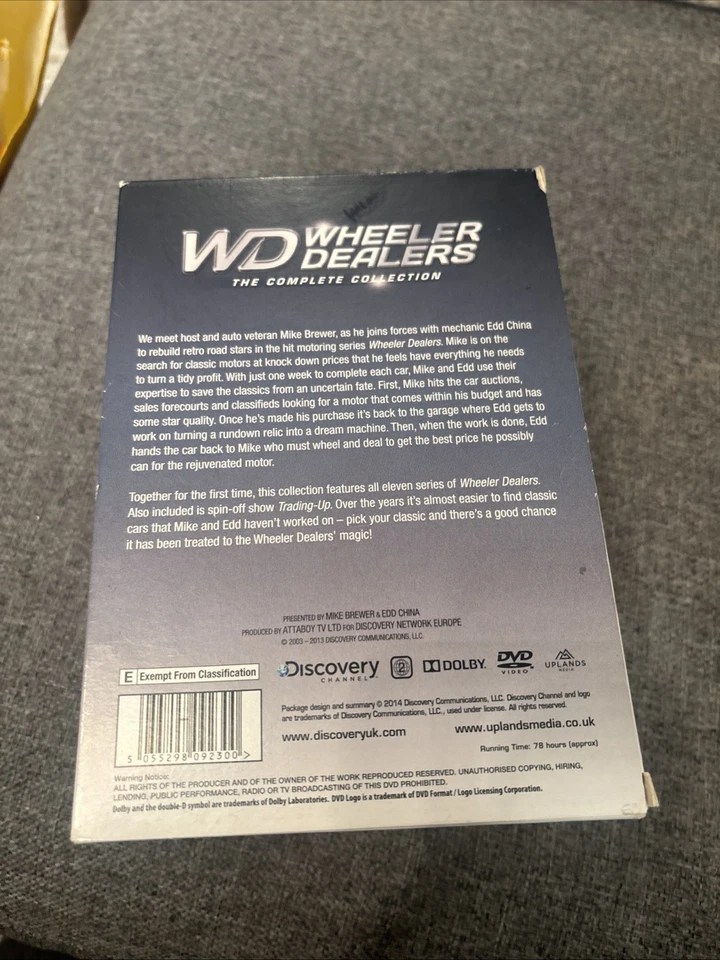 WD WHEELER
DEALERS
THE COMPLETE COLLECTION
We meet host and auto veteran Mike Brewer, as he joins forces with mechanic Edd China
to rebuild retro road stars in the hit motoring series Wheeler Dealers. Mike is on the
search for classic motors at knock down prices that he feels have everything he needs
to turn a tidy profit. With just one week to complete each car, Mike and Edd use their
expertise to save the classics from an uncertain fate. First, Mike hits the car auctions,
sales forecourts and classifieds looking for a motor that comes within his budget and has
some star quality. Once he's made his purchase it's back to the garage where Edd gets to
work on turning a rundown relic into a dream machine. Then, when the work is done, Edd
hands the car back to Mike who must wheel and deal to get the best price he possibly
can for the rejuvenated motor.
Together for the first time, this collection features all eleven series of Wheeler Dealers.
Also included is spin-off show Trading-Up. Over the years it's almost easier to find classic
cars that Mike and Edd haven't worked on – pick your classic and there's a good chance
it has been treated to the Wheeler Dealers' magic!
PRESENTED BY MIKE BREWER & EDD CHINA
PRODUCED BY ATTABOY TV LTD FOR DISCOVERY NETWORK EUROPE
© 2003 – 2013 DISCOVERY COMMUNICATIONS, LLC.
E Exempt From Classification
Discovery
CHANNEL
2
DOLBY.
DVD
VIDEO
UPLANDS
MEDIA
Package design and summary © 2014 Discovery Communications, LLC. Discovery Channel and logo
are trademarks of Discovery Communications, LLC., used under license. All rights reserved.
www.discoveryuk.com www.uplandsmedia.co.uk
Running Time: 78 hours (approx)
5 055298 092300 >
Warning Notice:
ALL RIGHTS OF THE PRODUCER AND OF THE OWNER OF THE WORK REPRODUCED RESERVED. UNAUTHORISED COPYING, HIRING,
LENDING, PUBLIC PERFORMANCE, RADIO OR TV BROADCASTING OF THIS DVD PROHIBITED.
Dolby and the double-D symbol are trademarks of Dolby Laboratories. DVD Logo is a trademark of DVD Format / Logo Licensing Corporation.